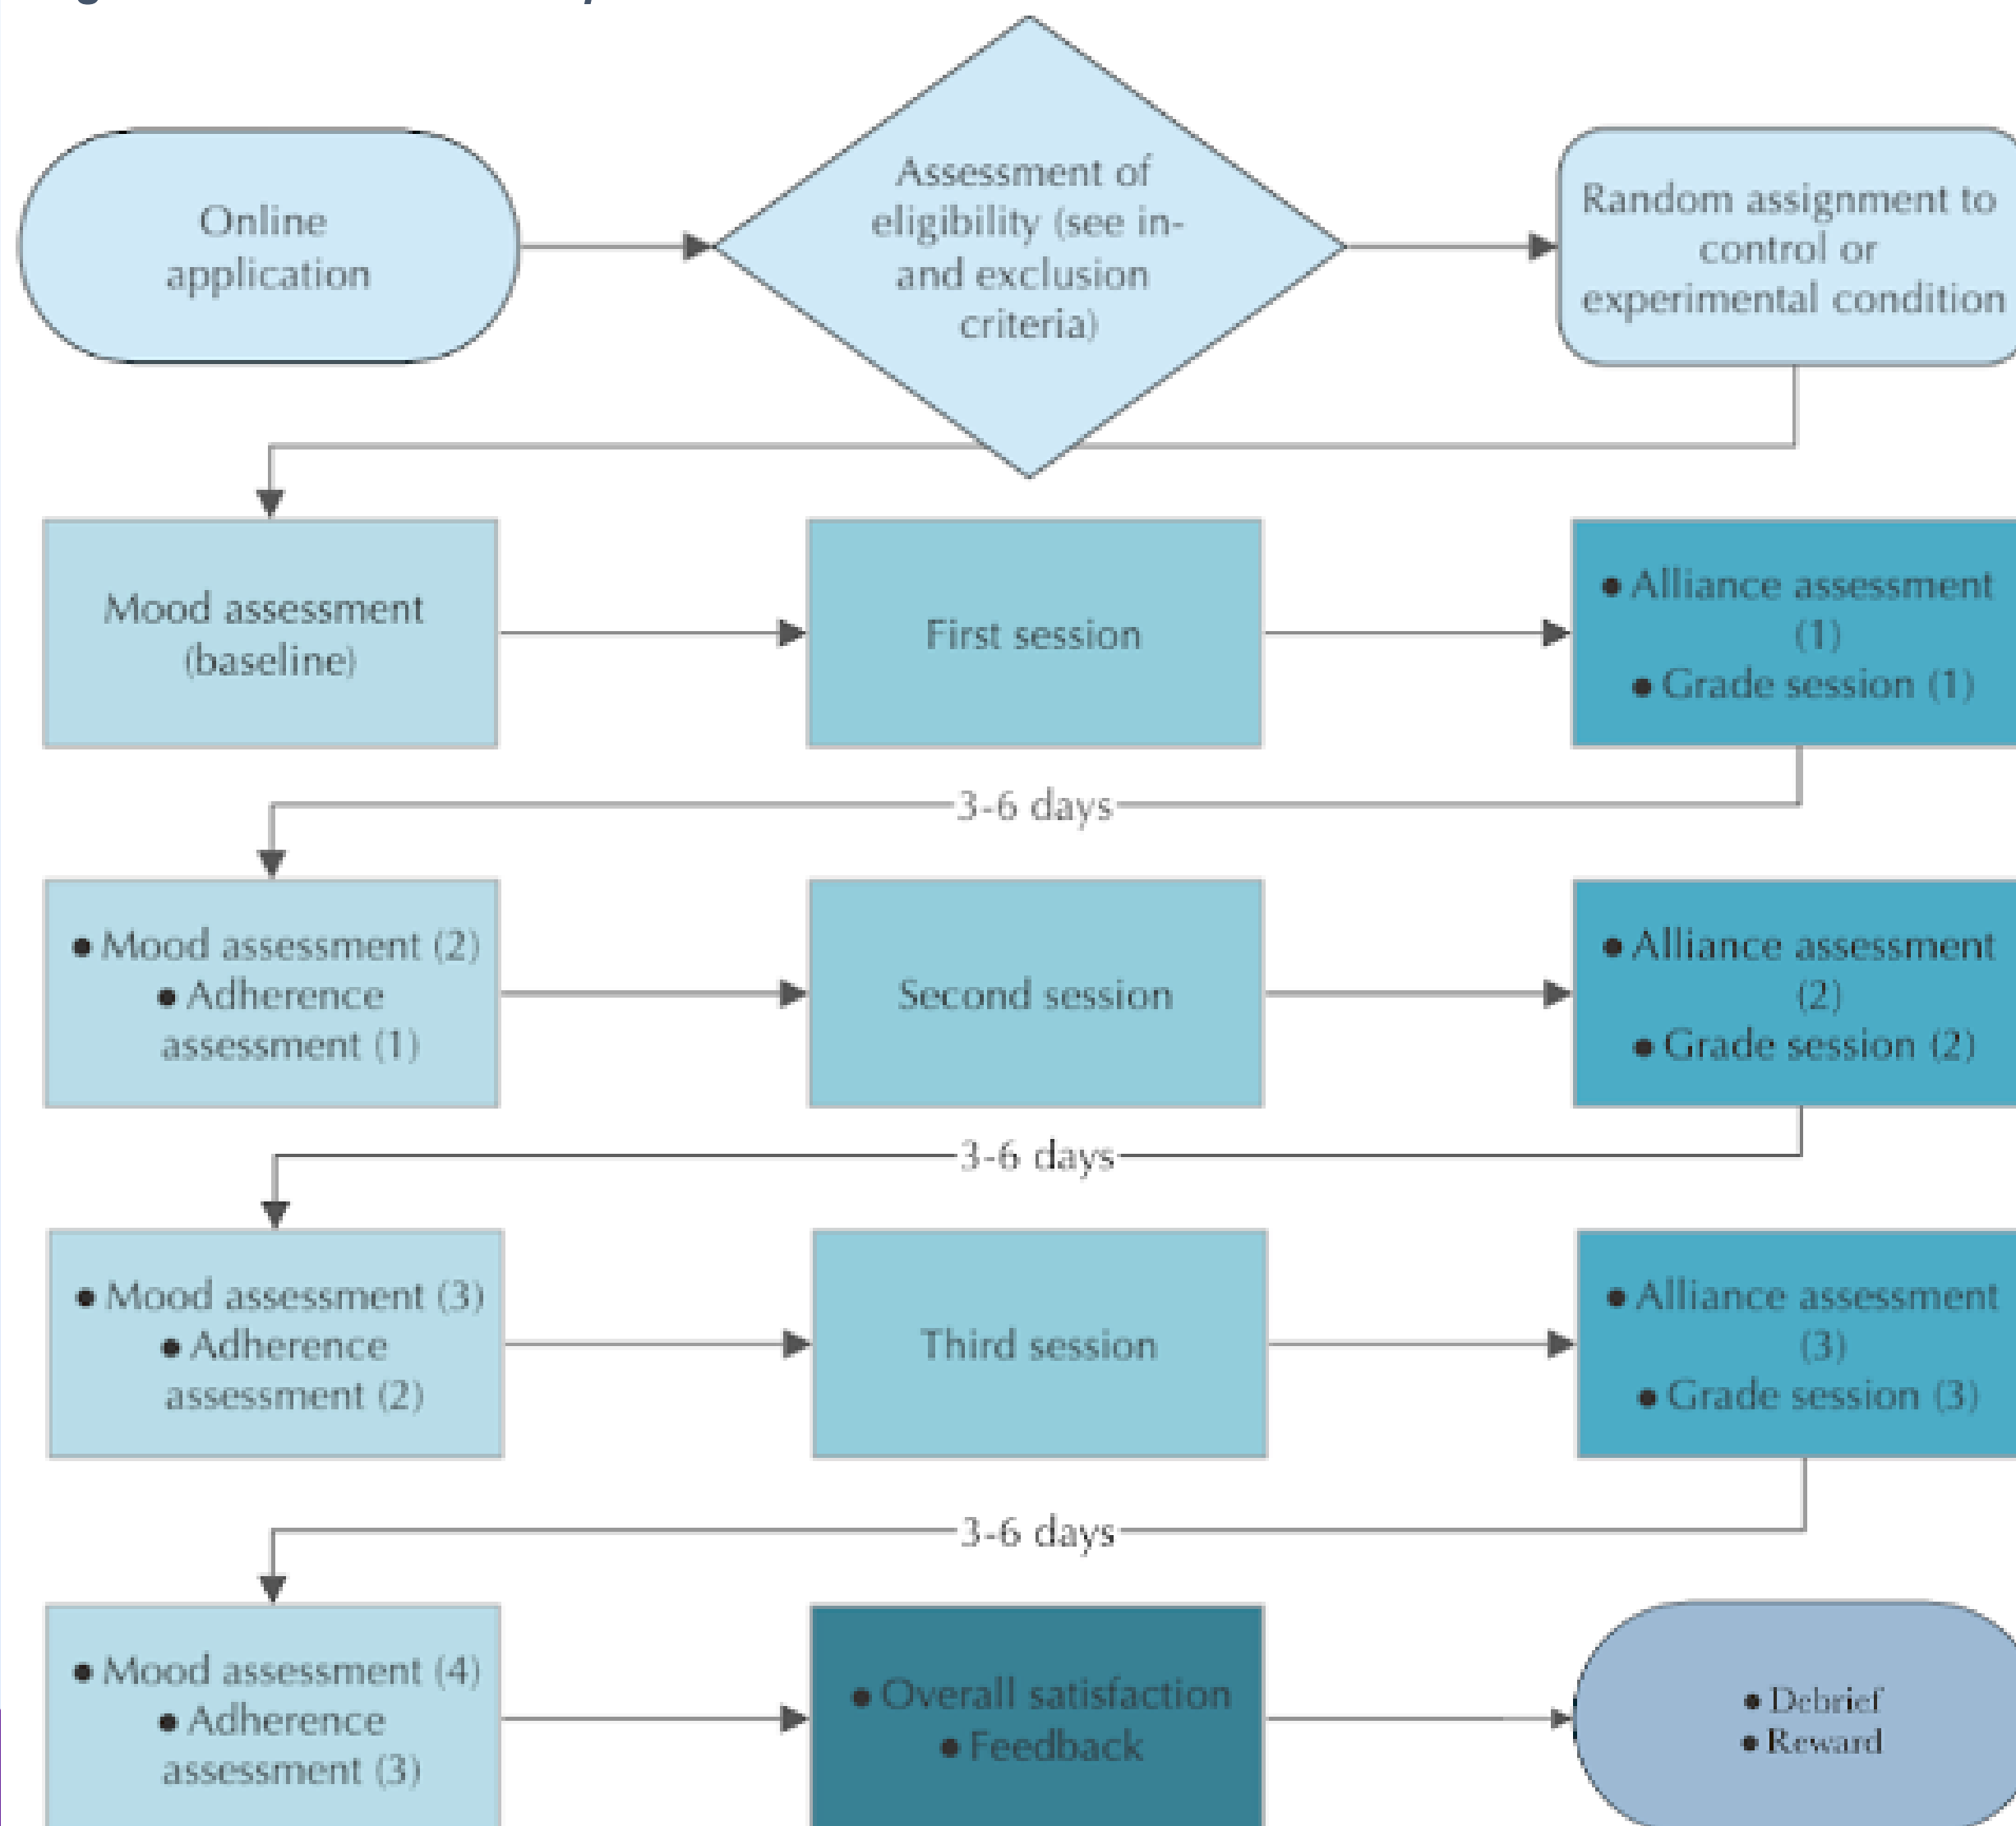 Online
application
Assessment of
eligibility (see in-
and exclusion
criteria)
Random assignment to
control or
experimental condition
Mood assessment
(baseline)
First session
● Alliance assessment
(1)
● Grade session (1)
3-6 days
● Mood assessment (2)
● Adherence
assessment (1)
Second session
● Alliance assessment
(2)
● Grade session (2)
3-6 days
● Mood assessment (3)
● Adherence
assessment (2)
Third session
● Alliance assessment
(3)
● Grade session (3)
3-6 days
● Mood assessment (4)
● Adherence
assessment (3)
● Overall satisfaction
● Feedback
● Debrief
● Reward